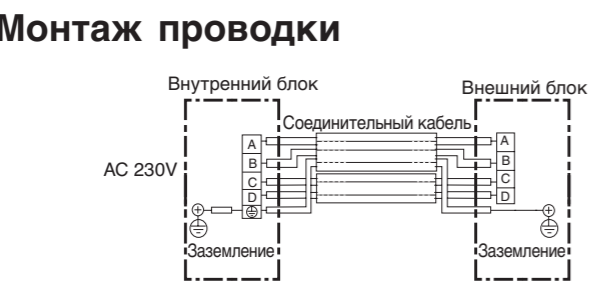 Монтаж проводки
Внутренний блок
Внешний блок
Соединительный кабель
AC 230V
A
B
C
D
A
B
C
D
Заземление
Заземление